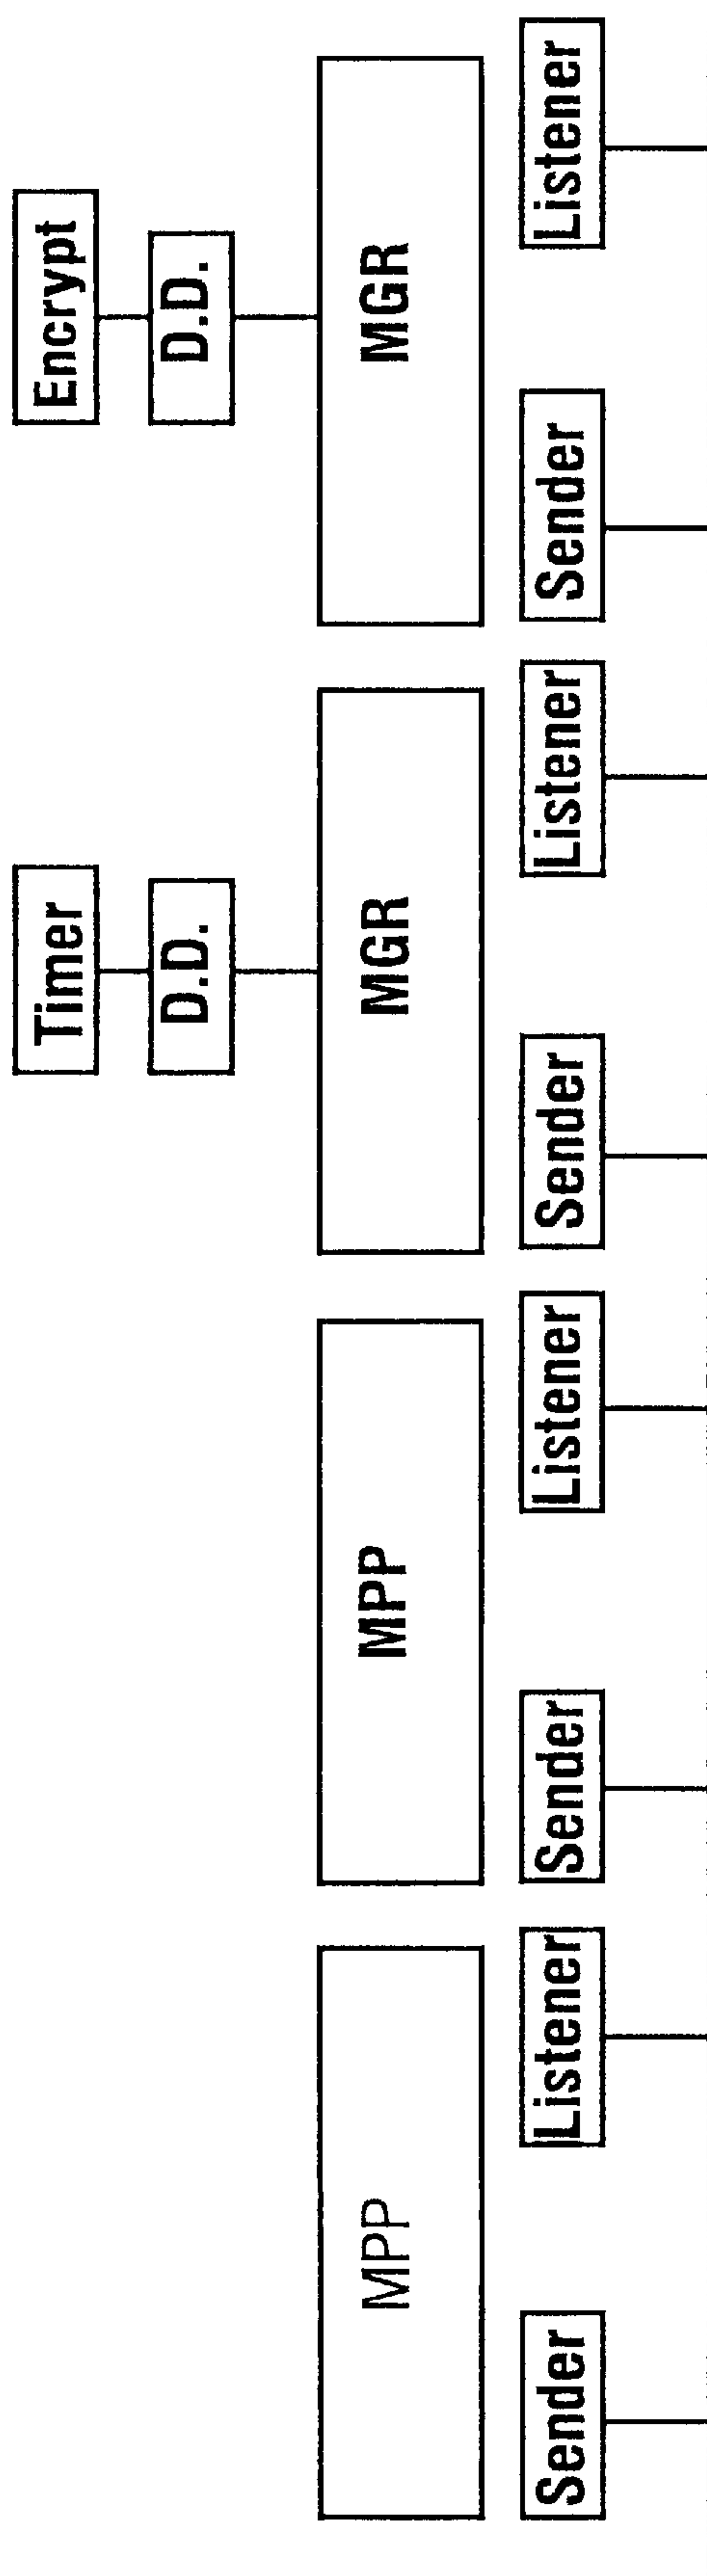 Timer
Encrypt
D.D.
D.D.
MPP
MPP
MGR
MGR
Sender
Listener
Sender
Listener
Sender
Listener
Sender
Listener